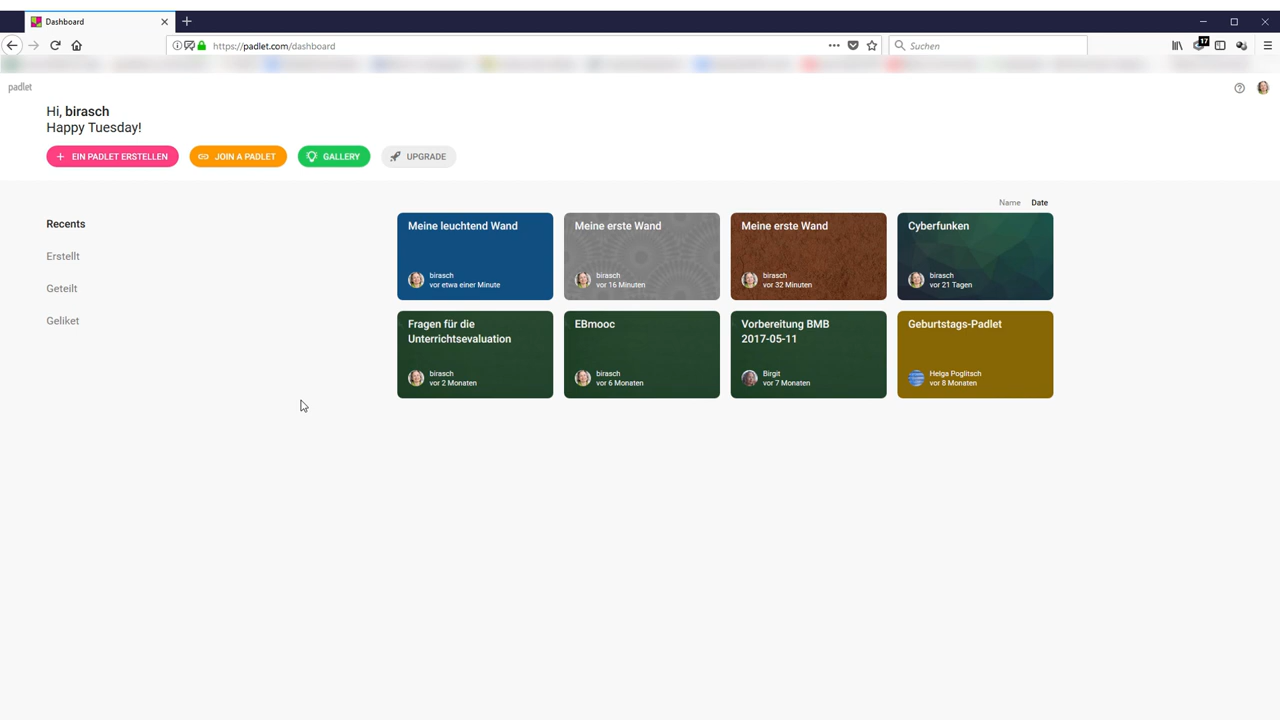 Dashboard
https://padlet.com/dashboard
Suchen
17
padlet
Hi, birasch
Happy Tuesday!
EIN PADLET ERSTELLEN
JOIN A PADLET
GALLERY
UPGRADE
Name
Date
Recents
Erstellt
Geteilt
Geliket
Meine leuchtend Wand
birasch
vor etwa einer Minute
Meine erste Wand
birasch
vor 16 Minuten
Meine erste Wand
birasch
vor 32 Minuten
Cyberfunken
birasch
vor 21 Tagen
Fragen für die
Unterrichtsevaluation
birasch
vor 2 Monaten
EBmooc
birasch
vor 6 Monaten
Vorbereitung BMB
2017-05-11
Birgit
vor 7 Monaten
Geburtstags-Padlet
Helga Poglitsch
vor 8 Monaten